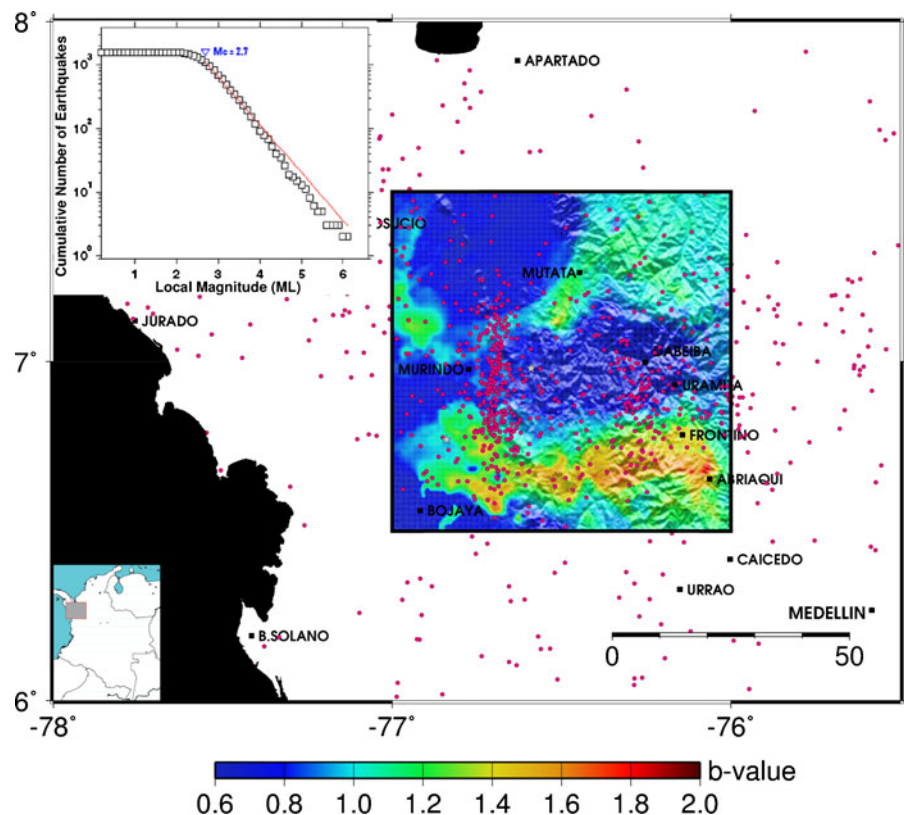 8°
7°
6°
-78°
-77°
-76°
Cumulative Number of Earthquakes
10³
10²
10¹
10⁰
Mc = 2.7
1 2 3 4 5 6
Local Magnitude (ML)
APARTADO
OSUCIO
MUTATA
JURADO
DABEIBA
MURINDO
URAMITA
FRONTINO
ABRIAQUI
BOJAYA
CAICEDO
URRAO
MEDELLIN
B.SOLANO
0 50
b-value
0.6 0.8 1.0 1.2 1.4 1.6 1.8 2.0